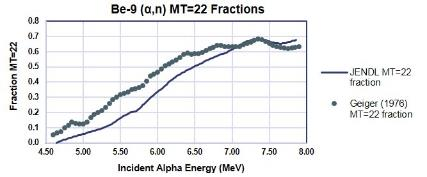 Be-9 (α,n) MT=22 Fractions
Fraction MT=22
0.8
0.7
0.6
0.5
0.4
0.3
0.2
0.1
0.0
4.50 5.00 5.50 6.00 6.50 7.00 7.50 8.00
Incident Alpha Energy (MeV)
JENDL MT=22
fraction
Geiger (1976)
MT=22 fraction